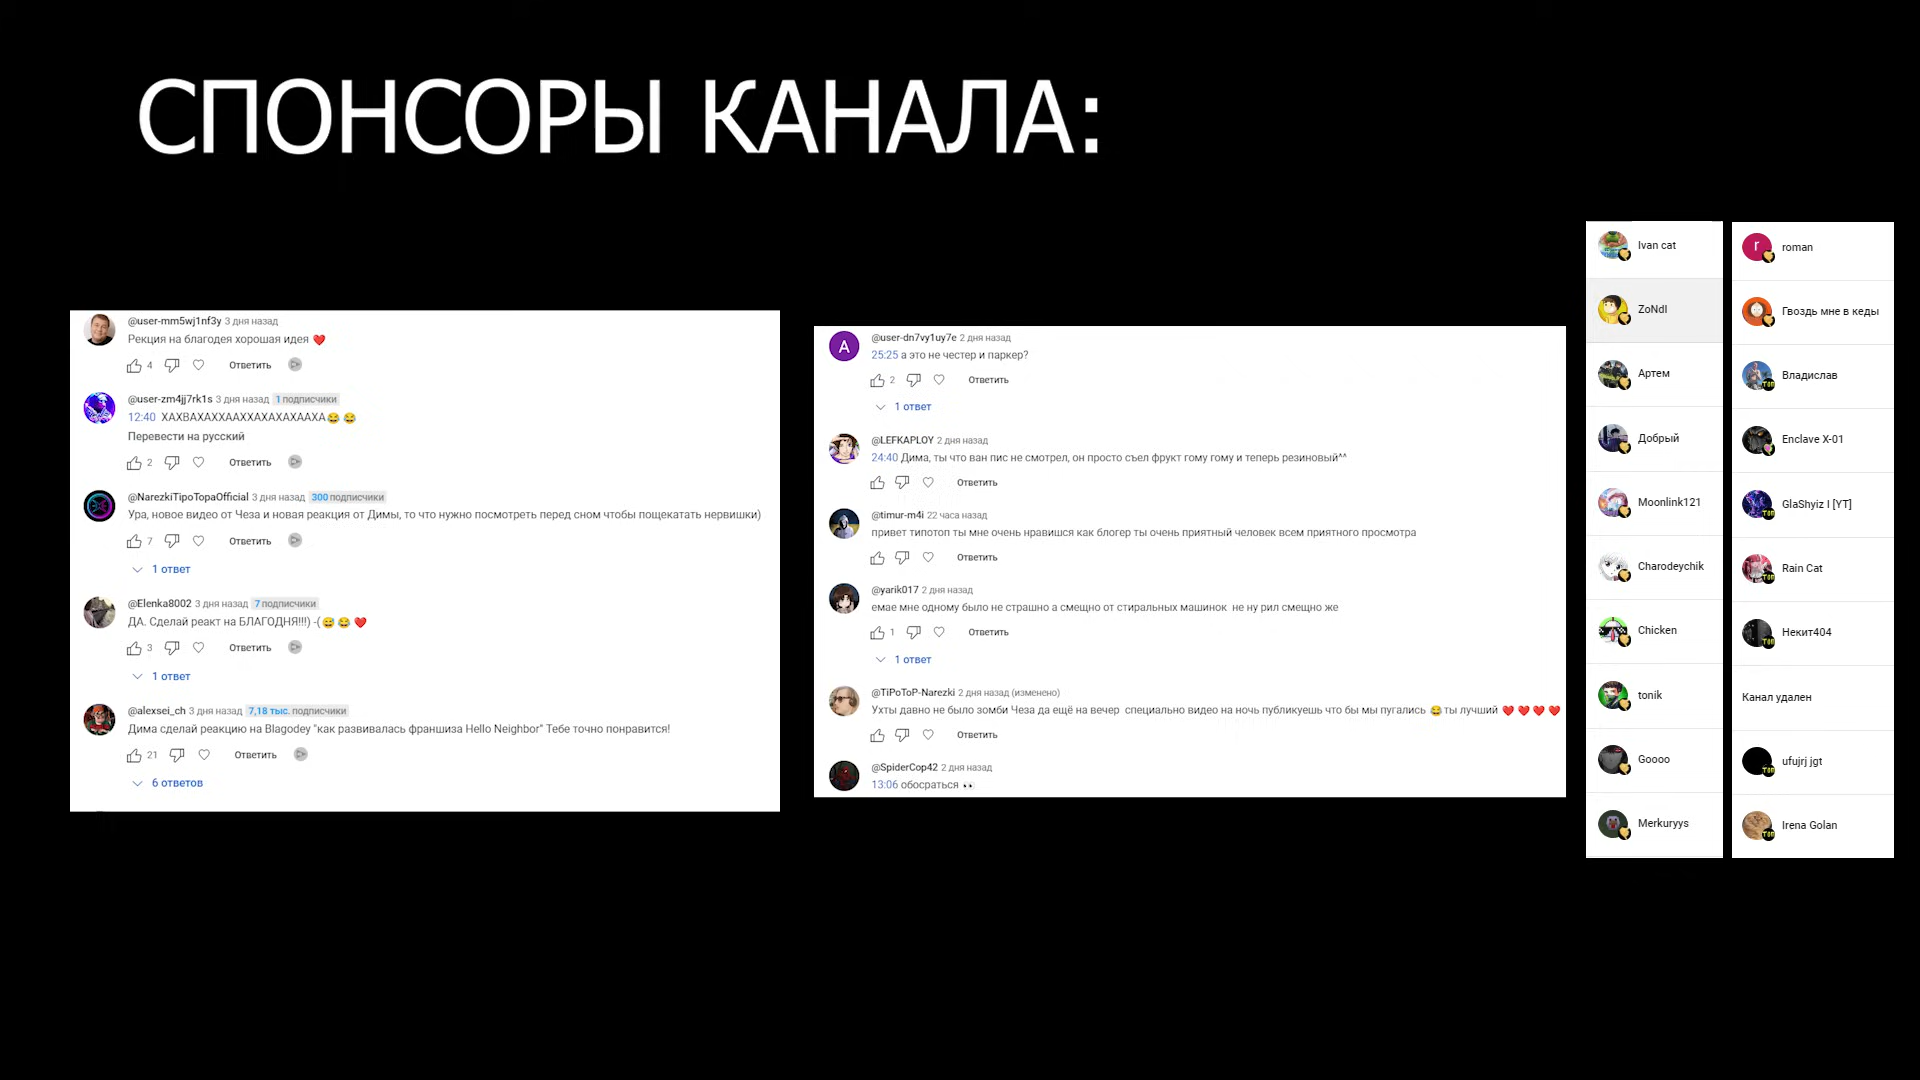 СПОНСОРЫ КАНАЛА:
@user-mm5wj1nf3y 3 дня назад
Рекция на благодея хорошая идея ❤️
4 Ответить
@user-zm4jj7rk1s 3 дня назад 1 подписчики
12:40 ХАХВАХАХХААХХАХАХАХААХА😂 😂
Перевести на русский
2 Ответить
@NarezkiTipoTopaOfficial 3 дня назад 300 подписчики
Ура, новое видео от Чеза и новая реакция от Димы, то что нужно посмотреть перед сном чтобы пощекатать нервишки)
7 Ответить
1 ответ
@Elenka8002 3 дня назад 7 подписчики
ДА. Сделай реакт на БЛАГОДНЯ!!!) -(😅 😂 ❤️
3 Ответить
1 ответ
@alexsei_ch 3 дня назад 7,18 тыс. подписчики
Дима сделай реакцию на Blagodey "как развивалась франшиза Hello Neighbor" Тебе точно понравится!
21 Ответить
6 ответов
@user-dn7vy1uy7e 2 дня назад
25:25 а это не честер и паркер?
2 Ответить
1 ответ
@LEFKAPLOY 2 дня назад
24:40 Дима, ты что ван пис не смотрел, он просто съел фрукт гому гому и теперь резиновый^^
Ответить
@timur-m4i 22 часа назад
привет типотоп ты мне очень нравишся как блогер ты очень приятный человек всем приятного просмотра
Ответить
@yarik017 2 дня назад
емае мне одному было не страшно а смещно от стиральных машинок не ну рил смещно же
1 Ответить
1 ответ
@TiPoToP-Narezki 2 дня назад (изменено)
Ухты давно не было зомби Чеза да ещё на вечер специально видео на ночь публикуешь что бы мы пугались 😂ты лучший ❤️ ❤️ ❤️ ❤️
Ответить
@SpiderCop42 2 дня назад
13:06 обосраться 👀
Ivan cat
ZoNdI
Артем
Добрый
Moonlink121
Charodeychik
Chicken
tonik
Goooo
Merkuryys
r roman
Гвоздь мне в кеды
Владислав
Enclave X-01
GlaShyiz I [YT]
Rain Cat
Некит404
Канал удален
ufujrj jgt
Irena Golan